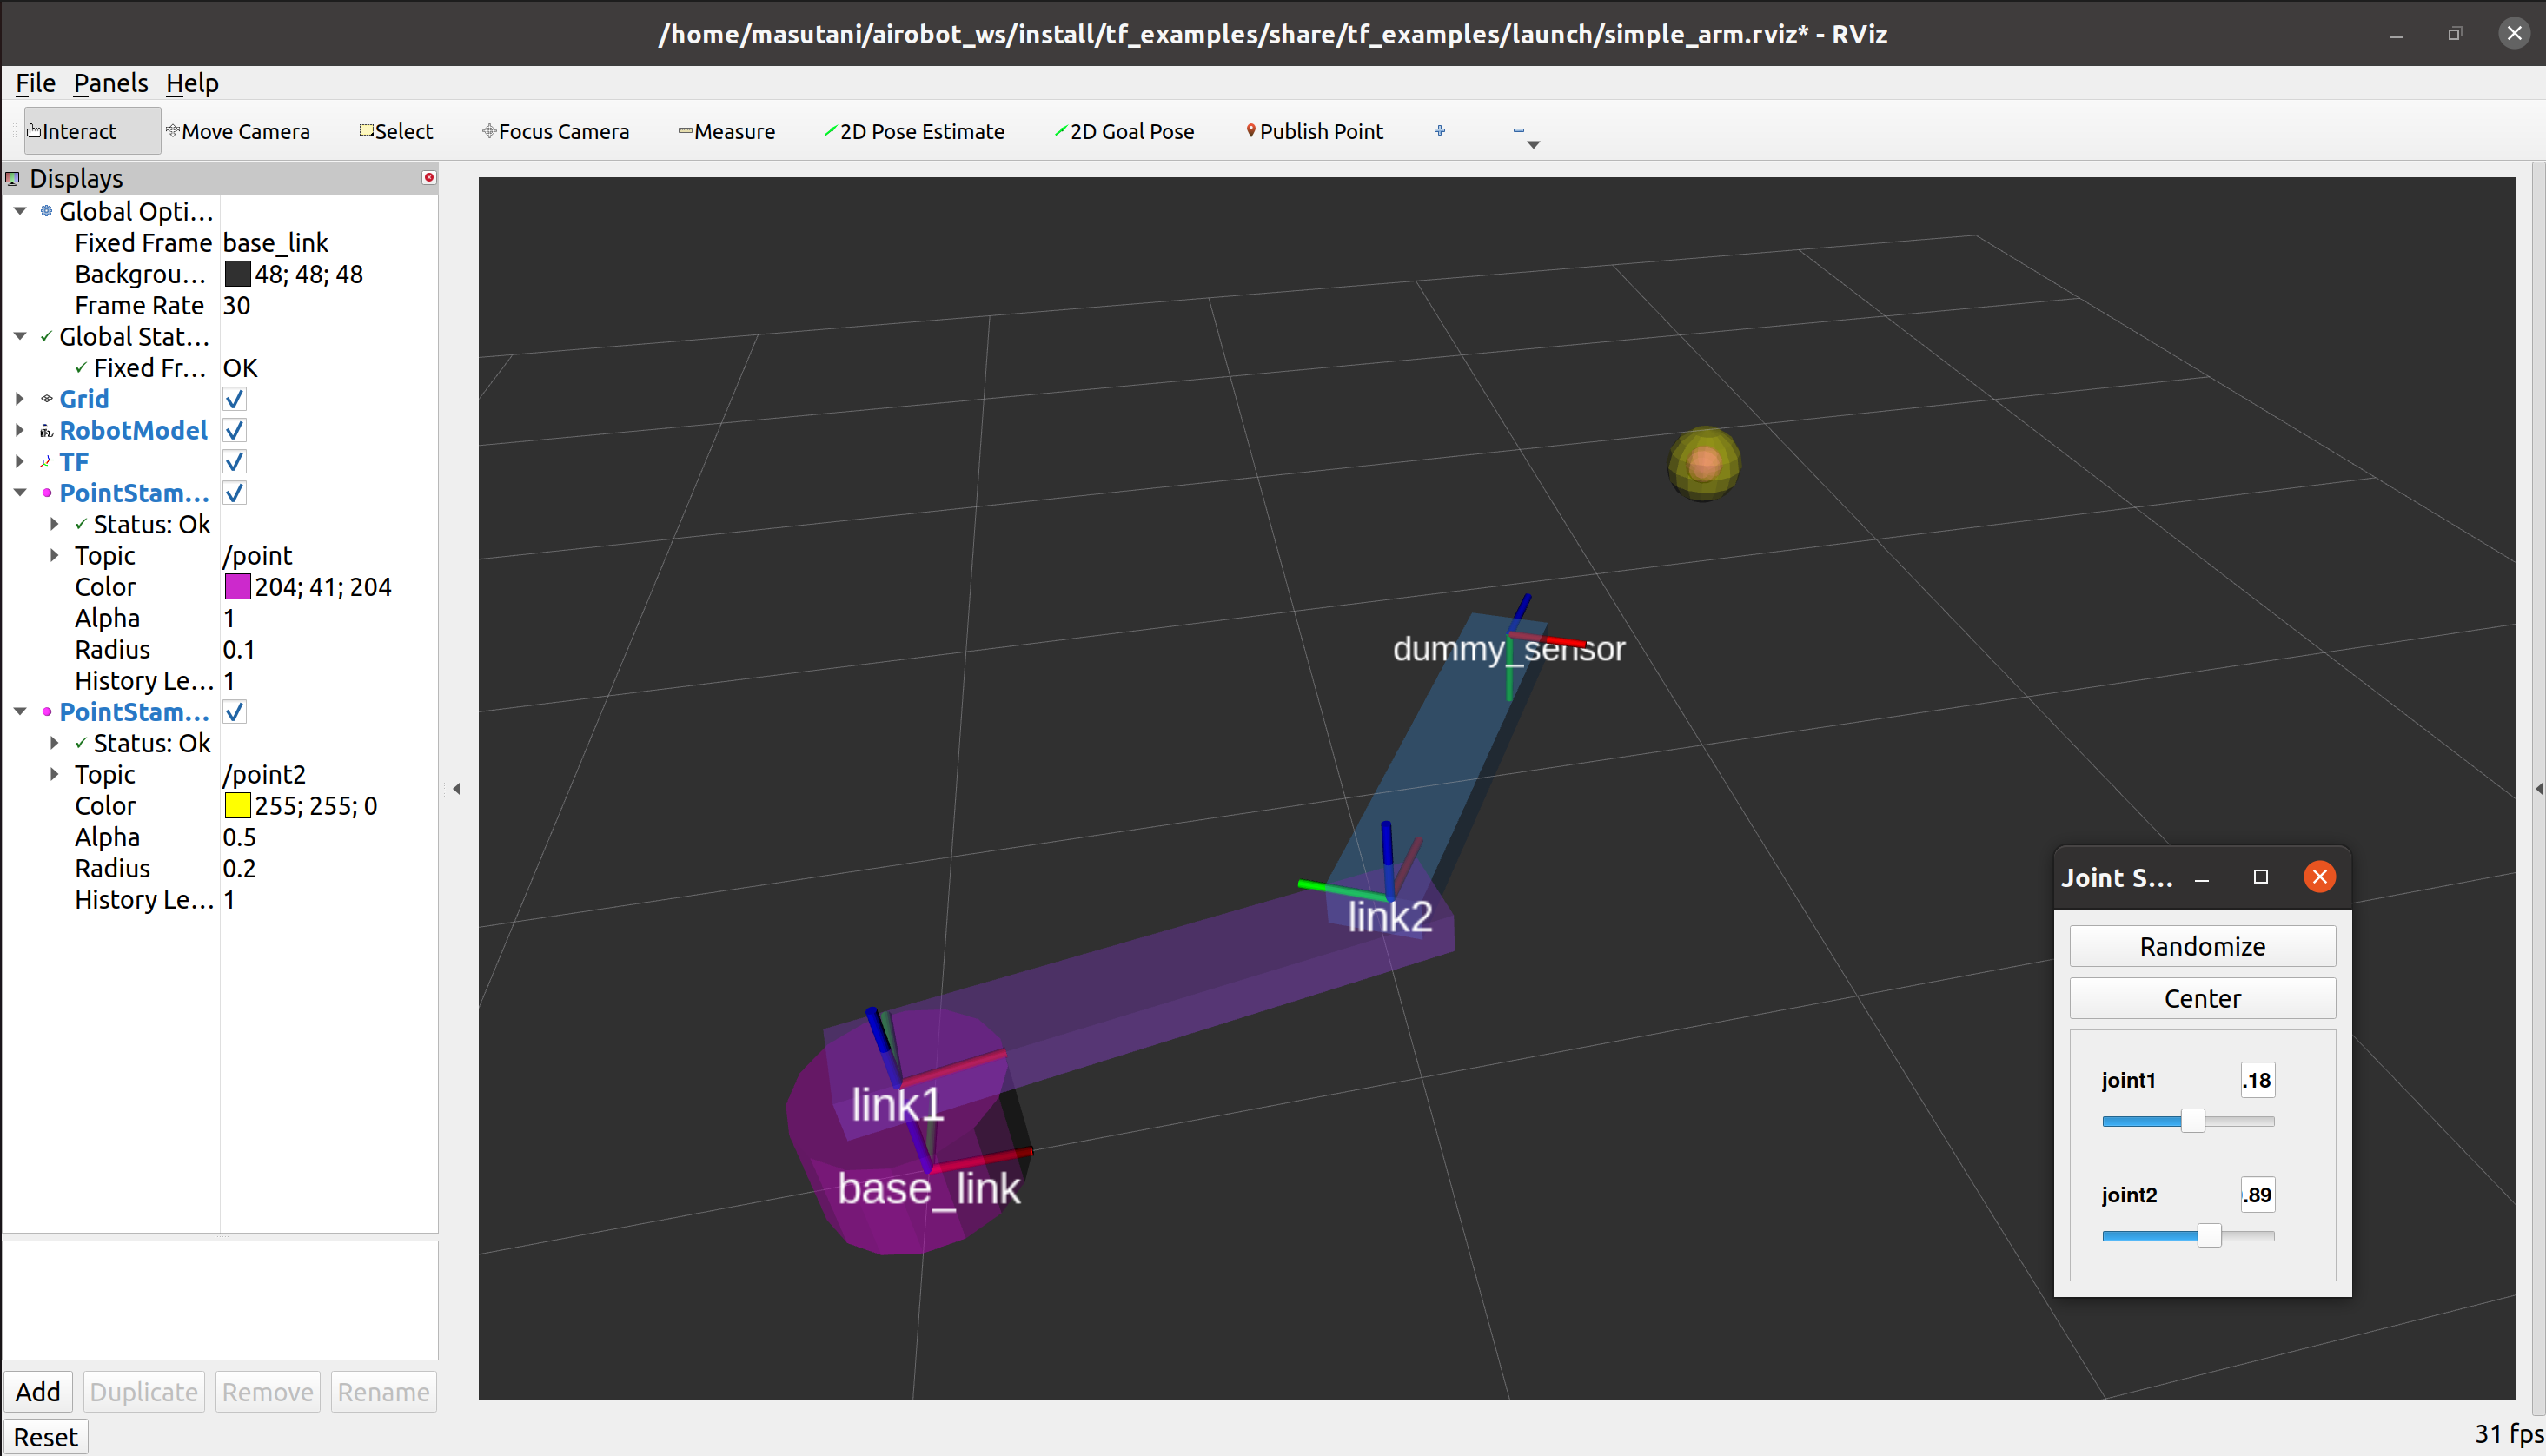 /home/masutani/airobot_ws/install/tf_examples/share/tf_examples/launch/simple_arm.rviz* - RViz
File Panels Help
Interact Move Camera Select Focus Camera Measure 2D Pose Estimate 2D Goal Pose Publish Point
Displays
Global Opti...
Fixed Frame base_link
Backgrou... 48; 48; 48
Frame Rate 30
Global Stat...
Fixed Fr... OK
Grid
RobotModel
TF
PointStam...
Status: Ok
Topic /point
Color 204; 41; 204
Alpha 1
Radius 0.1
History Le... 1
PointStam...
Status: Ok
Topic /point2
Color 255; 255; 0
Alpha 0.5
Radius 0.2
History Le... 1
Add Duplicate Remove Rename
Reset
dummy_sensor
link2
link1
base_link
Joint S...
Randomize
Center
joint1 .18
joint2 .89
31 fps